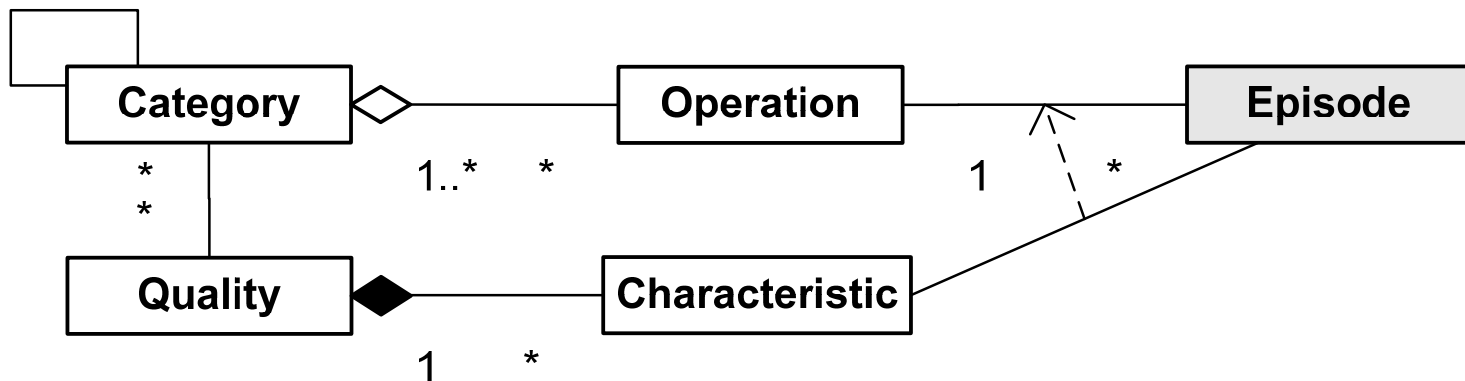 Category Operation Episode
* 1..* * 1 *
*
Quality Characteristic
1 *